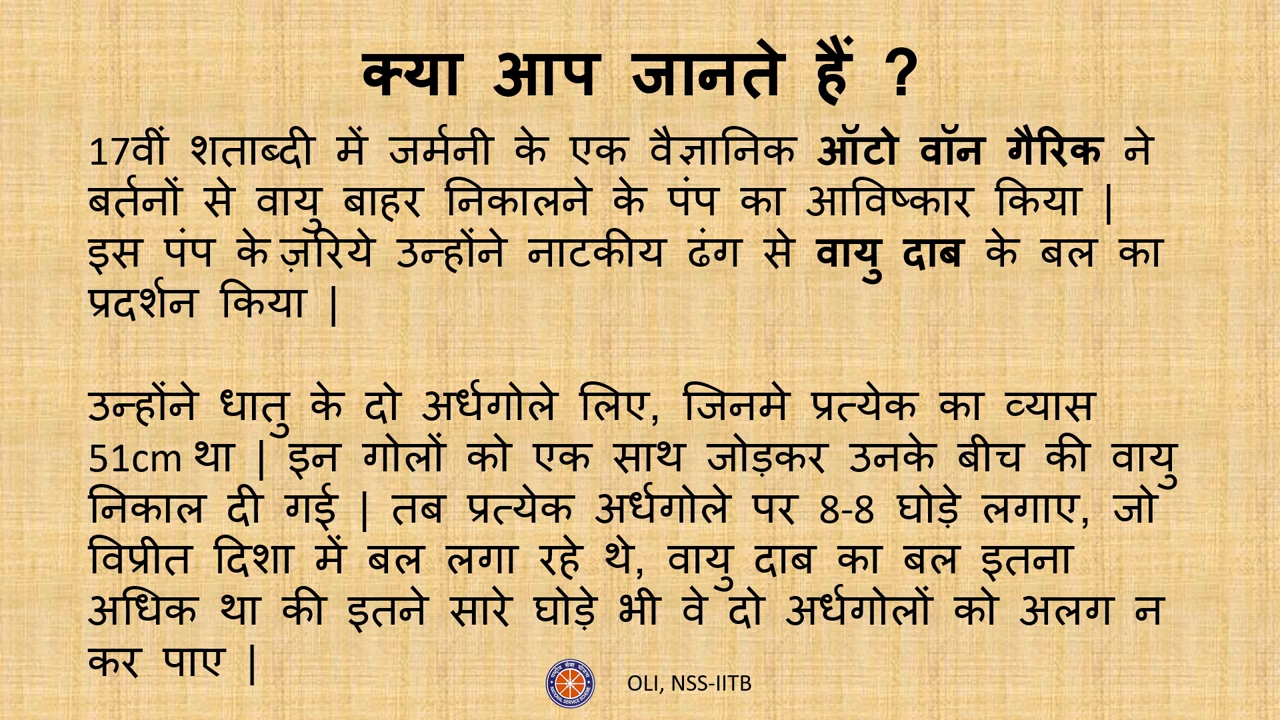 क्या आप जानते हैं ?
17वीं शताब्दी में जर्मनी के एक वैज्ञानिक ऑटो वॉन गैरिक ने
बर्तनों से वायु बाहर निकालने के पंप का आविष्कार किया |
इस पंप के ज़रिये उन्होंने नाटकीय ढंग से वायु दाब के बल का
प्रदर्शन किया |
उन्होंने धातु के दो अर्धगोले लिए, जिनमे प्रत्येक का व्यास
51cm था | इन गोलों को एक साथ जोड़कर उनके बीच की वायु
निकाल दी गई | तब प्रत्येक अर्धगोले पर 8-8 घोड़े लगाए, जो
विप्रीत दिशा में बल लगा रहे थे, वायु दाब का बल इतना
अधिक था की इतने सारे घोड़े भी वे दो अर्धगोलों को अलग न
कर पाए |
OLI, NSS-IITB